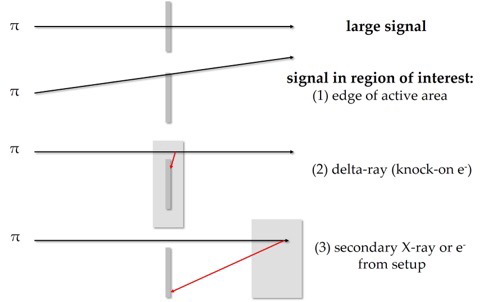 π
large signal
π
signal in region of interest:
(1) edge of active area
π
(2) delta-ray (knock-on e⁻)
π
(3) secondary X-ray or e⁻
from setup